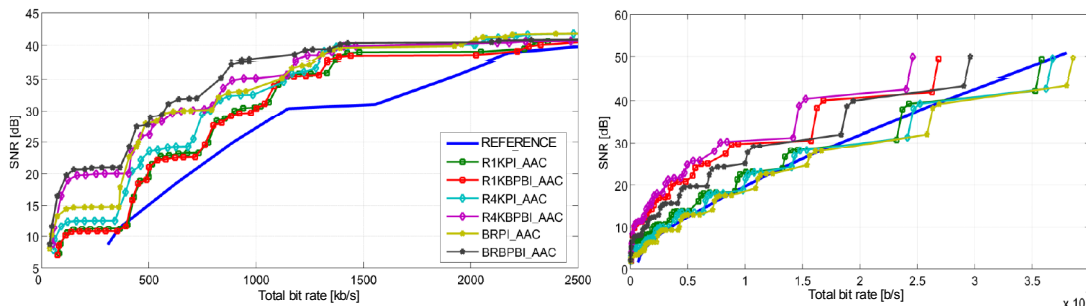 45
40
35
30
25
20
15
10
5
SNR [dB]
0
500
1000
1500
2000
2500
Total bit rate [kb/s]
REFERENCE
R1KPI_AAC
R1KBPBI_AAC
R4KPI_AAC
R4KBPBI_AAC
BRPI_AAC
BRBPBI_AAC
60
50
40
30
20
10
0
SNR [dB]
0
0.5
1
1.5
2
2.5
3
3.5
Total bit rate [b/s]
x 10